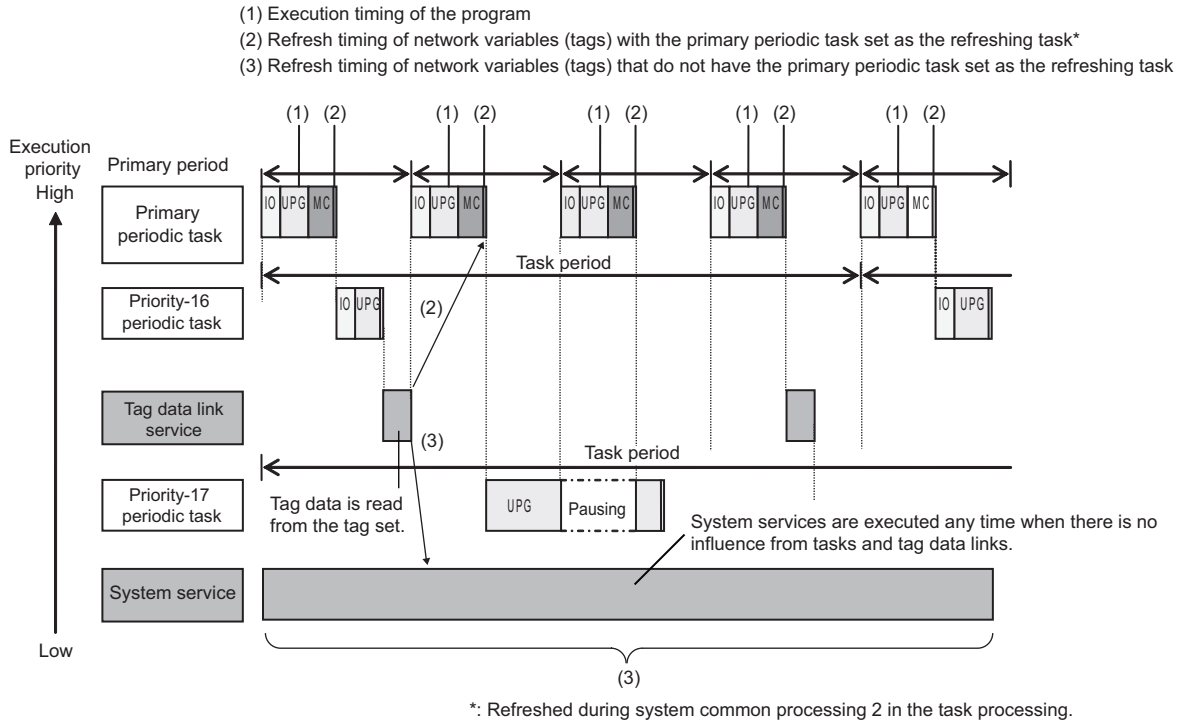 (1) Execution timing of the program
(2) Refresh timing of network variables (tags) with the primary periodic task set as the refreshing task*
(3) Refresh timing of network variables (tags) that do not have the primary periodic task set as the refreshing task
(1) (2) (1) (2) (1) (2) (1) (2) (1) (2)
Execution
priority
High
Primary period
Primary
periodic task
IO UPG MC IO UPG MC IO UPG MC IO UPG MC IO UPG MC
Task period
Priority-16
periodic task
IO UPG
(2)
IO UPG
Tag data link
service
(3)
Task period
Priority-17
periodic task
Tag data is read
from the tag set.
UPG
Pausing
System services are executed any time when there is no
influence from tasks and tag data links.
System service
Low
(3)
*: Refreshed during system common processing 2 in the task processing.